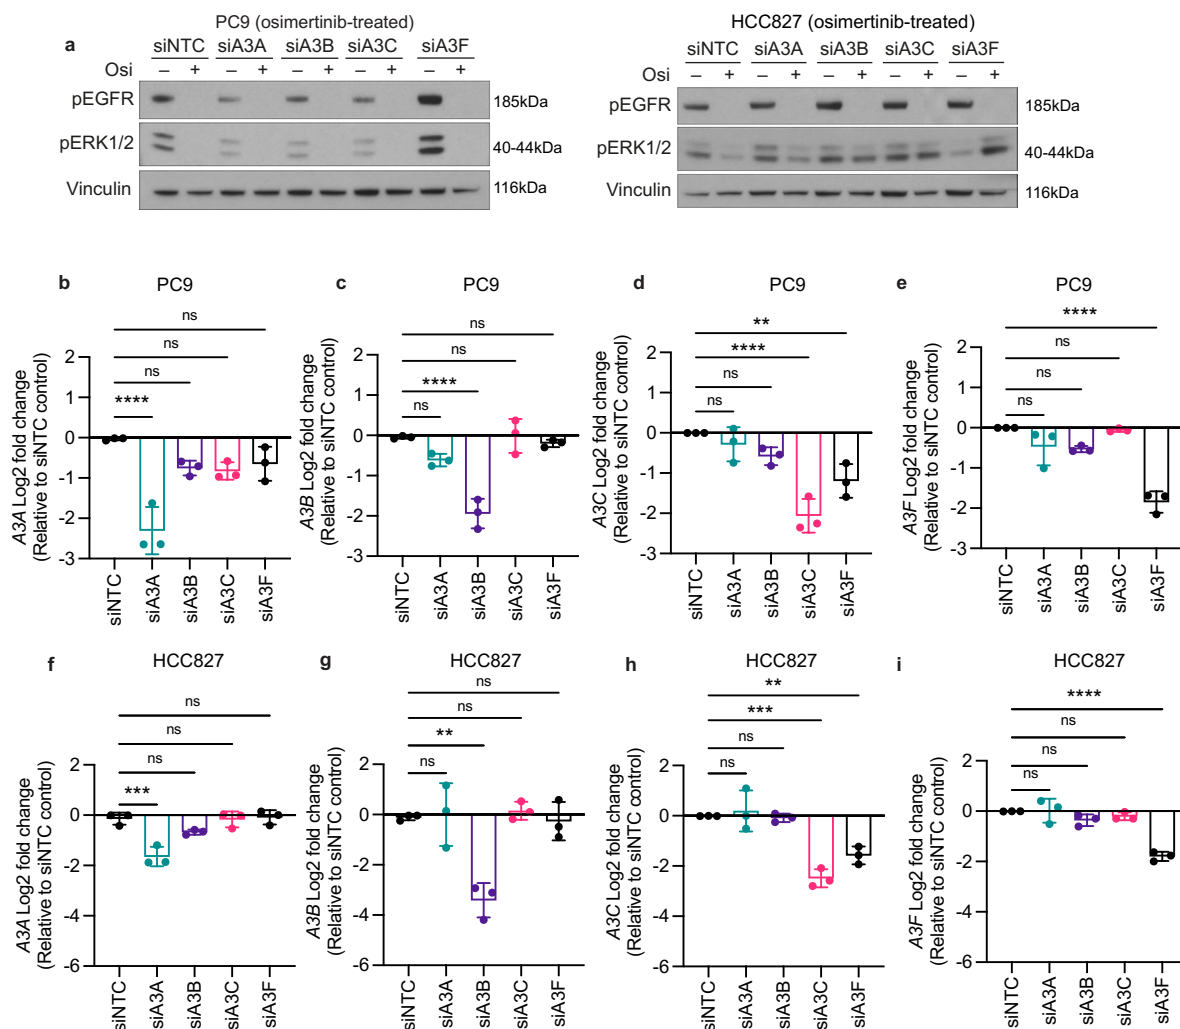 a
PC9 (osimertinib-treated)
siNTC siA3A siA3B siA3C siA3F
Osi – + – + – + – + – +
pEGFR 185kDa
pERK1/2 40-44kDa
Vinculin 116kDa
HCC827 (osimertinib-treated)
siNTC siA3A siA3B siA3C siA3F
Osi – + – + – + – + – +
pEGFR 185kDa
pERK1/2 40-44kDa
Vinculin 116kDa
b
PC9
ns
ns
ns
****
2
1
0
-1
-2
-3
A3A Log2 fold change
(Relative to siNTC control)
siNTC
siA3A
siA3B
siA3C
siA3F
c
PC9
ns
ns
****
ns
2
1
0
-1
-2
-3
A3B Log2 fold change
(Relative to siNTC control)
siNTC
siA3A
siA3B
siA3C
siA3F
d
PC9
**
****
ns
ns
2
1
0
-1
-2
-3
A3C Log2 fold change
(Relative to siNTC control)
siNTC
siA3A
siA3B
siA3C
siA3F
e
PC9
****
ns
ns
ns
2
1
0
-1
-2
-3
A3F Log2 fold change
(Relative to siNTC control)
siNTC
siA3A
siA3B
siA3C
siA3F
f
HCC827
ns
ns
ns
***
2
0
-2
-4
-6
A3A Log2 fold change
(Relative to siNTC control)
siNTC
siA3A
siA3B
siA3C
siA3F
g
HCC827
ns
ns
**
ns
2
0
-2
-4
-6
A3B Log2 fold change
(Relative to siNTC control)
siNTC
siA3A
siA3B
siA3C
siA3F
h
HCC827
**
***
ns
ns
2
0
-2
-4
-6
A3C Log2 fold change
(Relative to siNTC control)
siNTC
siA3A
siA3B
siA3C
siA3F
i
HCC827
****
ns
ns
ns
2
0
-2
-4
-6
A3F Log2 fold change
(Relative to siNTC control)
siNTC
siA3A
siA3B
siA3C
siA3F